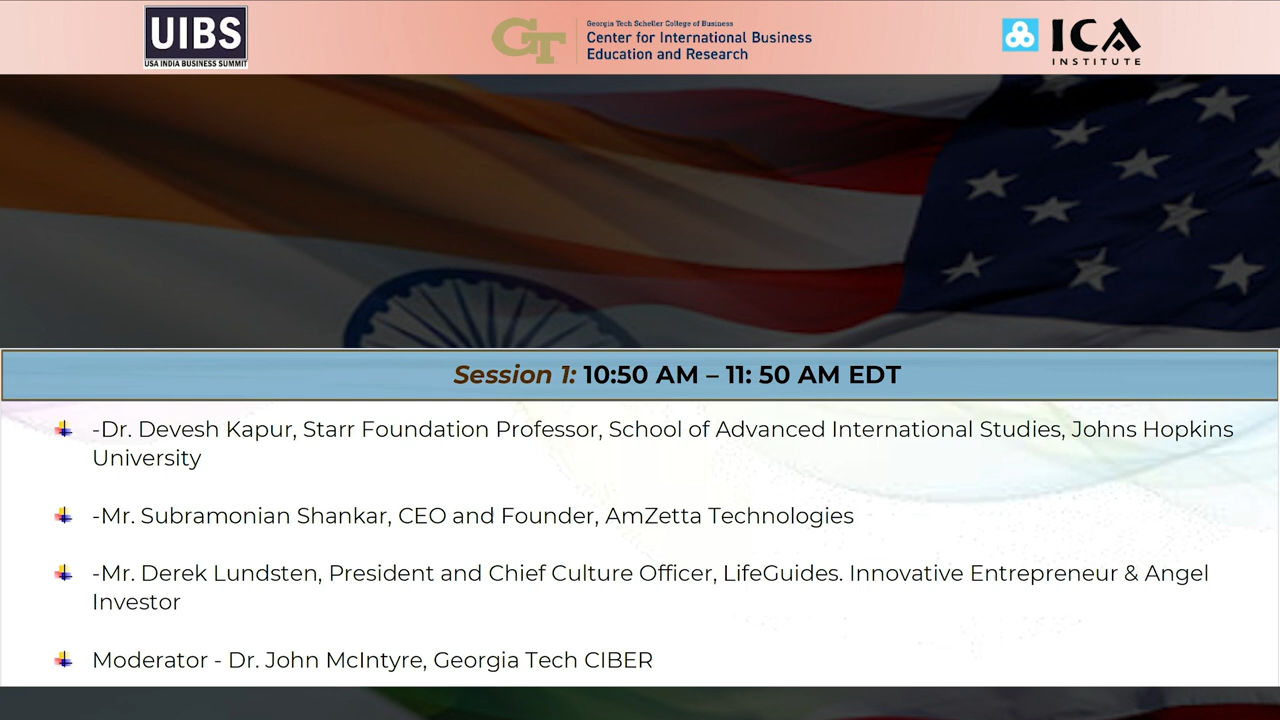 UIBS
USA INDIA BUSINESS SUMMIT
GT
Georgia Tech Scheller College of Business
Center for International Business
Education and Research
ICA
INSTITUTE
Session 1: 10:50 AM – 11: 50 AM EDT
-Dr. Devesh Kapur, Starr Foundation Professor, School of Advanced International Studies, Johns Hopkins
University
-Mr. Subramonian Shankar, CEO and Founder, AmZetta Technologies
-Mr. Derek Lundsten, President and Chief Culture Officer, LifeGuides. Innovative Entrepreneur & Angel
Investor
Moderator - Dr. John McIntyre, Georgia Tech CIBER